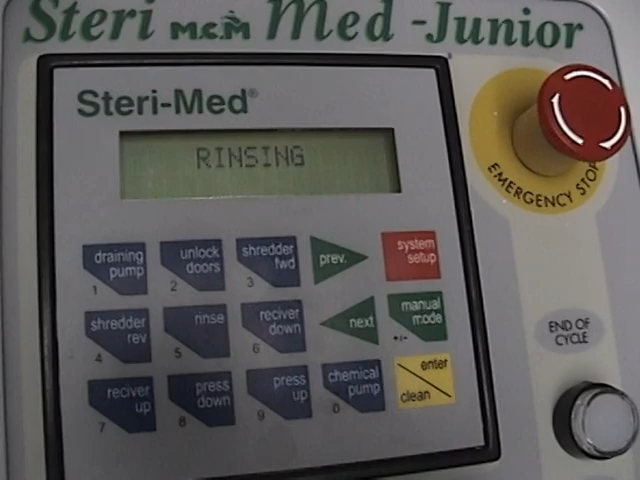 Steri M.C.M Med - Junior
Steri-Med®
RINSING
EMERGENCY STOP
draining pump 1
unlock doors 2
shredder fwd 3
prev.
system setup
shredder rev 4
rinse 5
reciver down 6
next
manual mode
•+/-
reciver up 7
press down 8
press up 9
chemical pump 0
enter
clean
END OF CYCLE